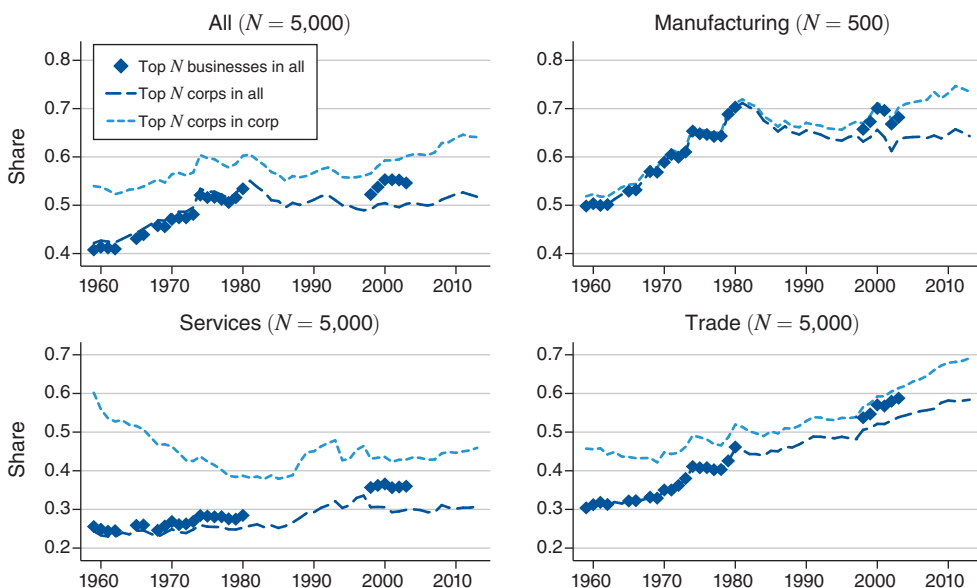 All (N = 5,000)
Share
0.8
0.7
0.6
0.5
0.4
Top N businesses in all
Top N corps in all
Top N corps in corp
1960 1970 1980 1990 2000 2010
Manufacturing (N = 500)
0.8
0.7
0.6
0.5
0.4
1960 1970 1980 1990 2000 2010
Services (N = 5,000)
Share
0.7
0.6
0.5
0.4
0.3
0.2
1960 1970 1980 1990 2000 2010
Trade (N = 5,000)
0.7
0.6
0.5
0.4
0.3
0.2
1960 1970 1980 1990 2000 2010